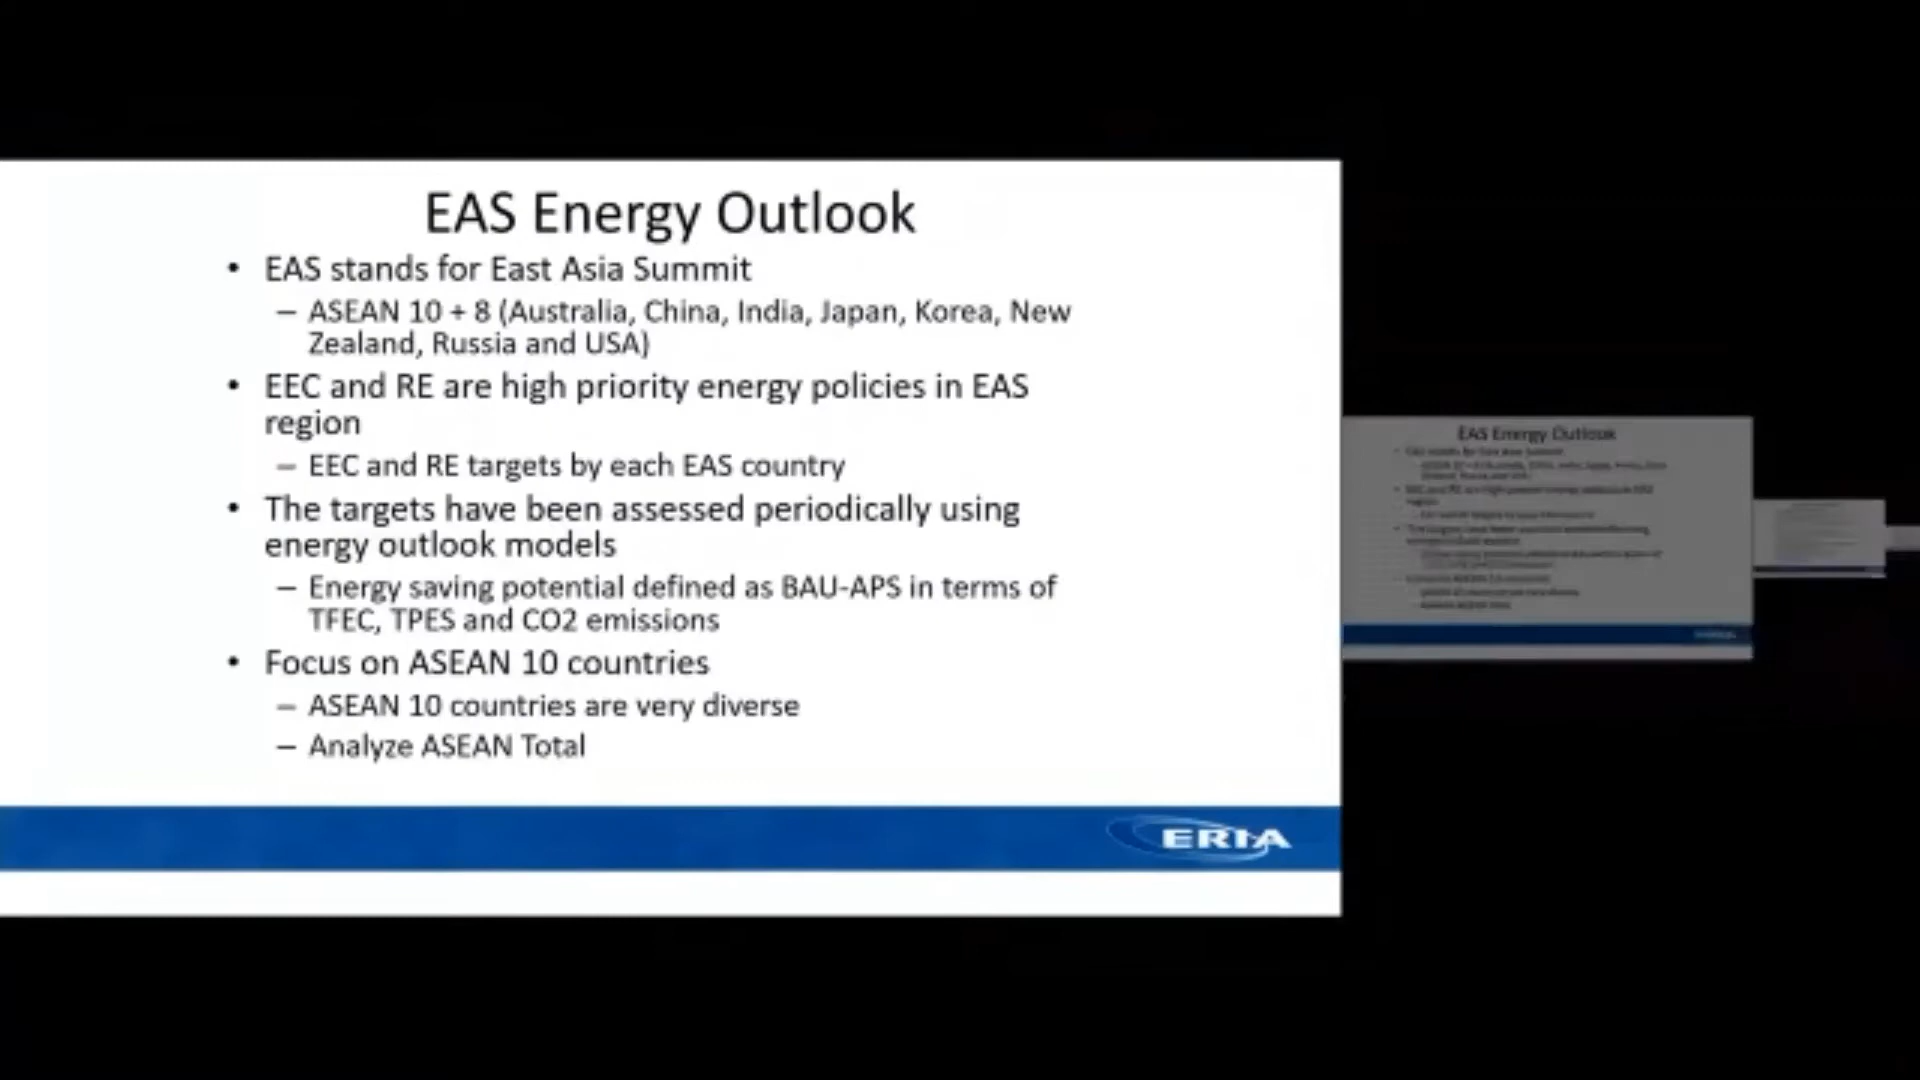 EAS Energy Outlook
• EAS stands for East Asia Summit
– ASEAN 10 + 8 (Australia, China, India, Japan, Korea, New
Zealand, Russia and USA)
• EEC and RE are high priority energy policies in EAS
region
– EEC and RE targets by each EAS country
• The targets have been assessed periodically using
energy outlook models
– Energy saving potential defined as BAU-APS in terms of
TFEC, TPES and CO2 emissions
• Focus on ASEAN 10 countries
– ASEAN 10 countries are very diverse
– Analyze ASEAN Total
ERIA
EAS Energy Outlook